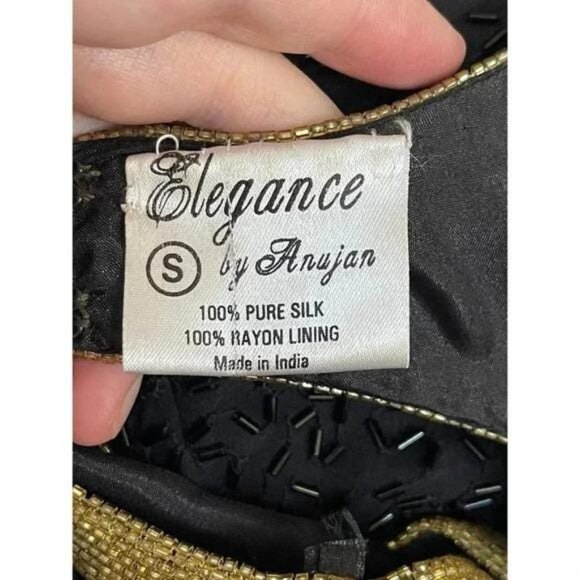 Elegance
S by Anujan
100% PURE SILK
100% RAYON LINING
Made in India